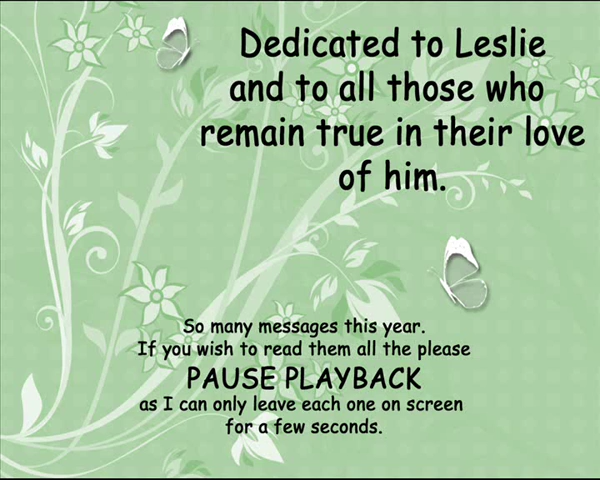 Dedicated to Leslie
and to all those who
remain true in their love
of him.
So many messages this year.
If you wish to read them all the please
PAUSE PLAYBACK
as I can only leave each one on screen
for a few seconds.